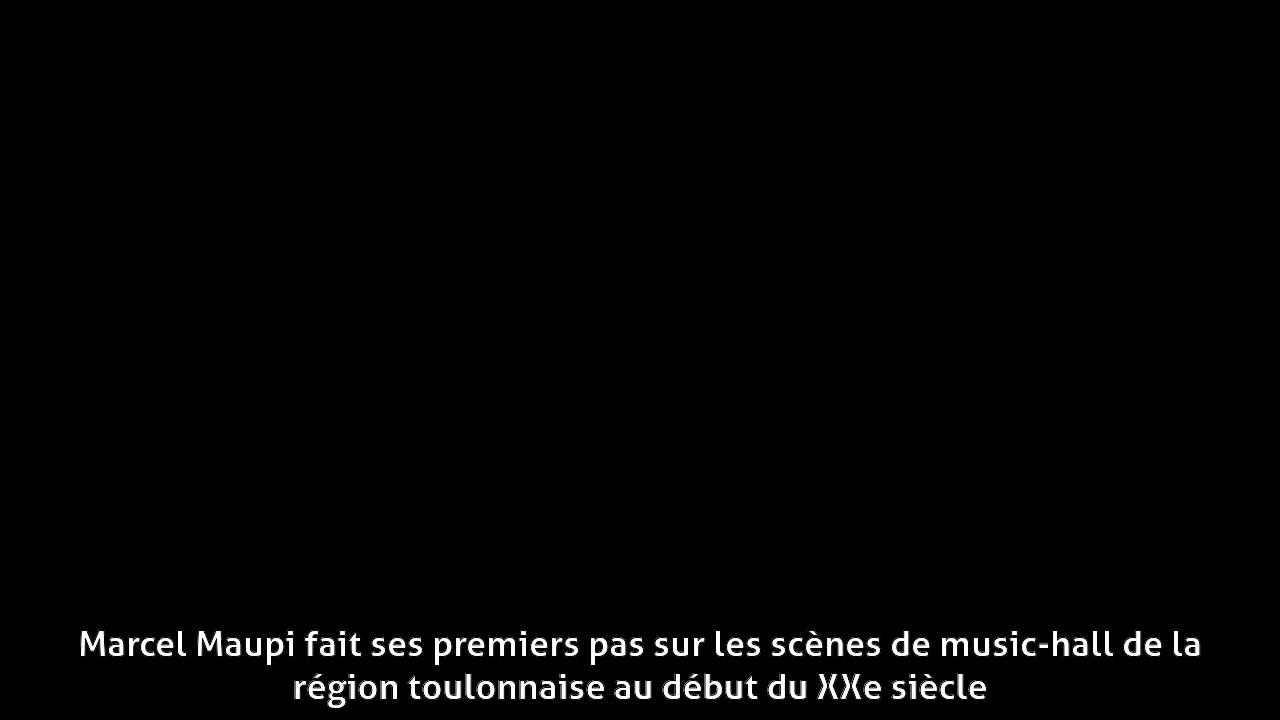 Marcel Maupi fait ses premiers pas sur les scènes de music-hall de la
région toulonnaise au début du XXe siècle